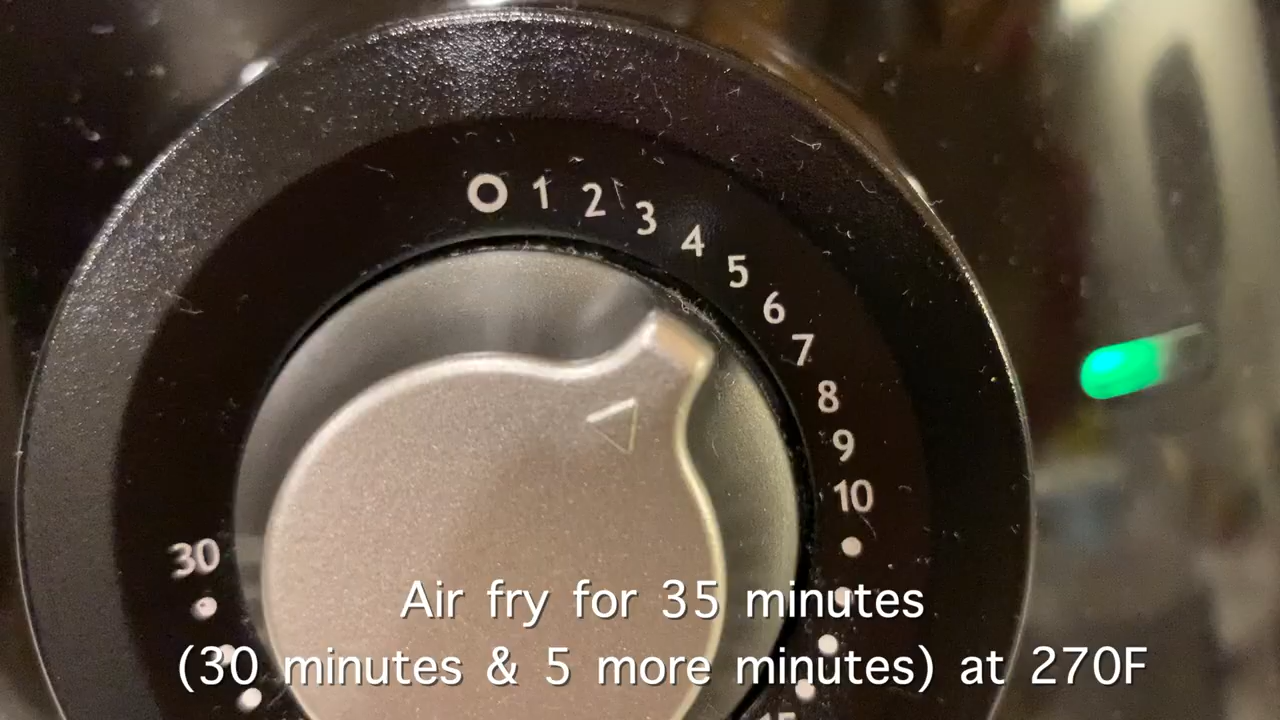 O 1 2 3 4 5 6 7 8 9 10
30
Air fry for 35 minutes
(30 minutes & 5 more minutes) at 270F
15